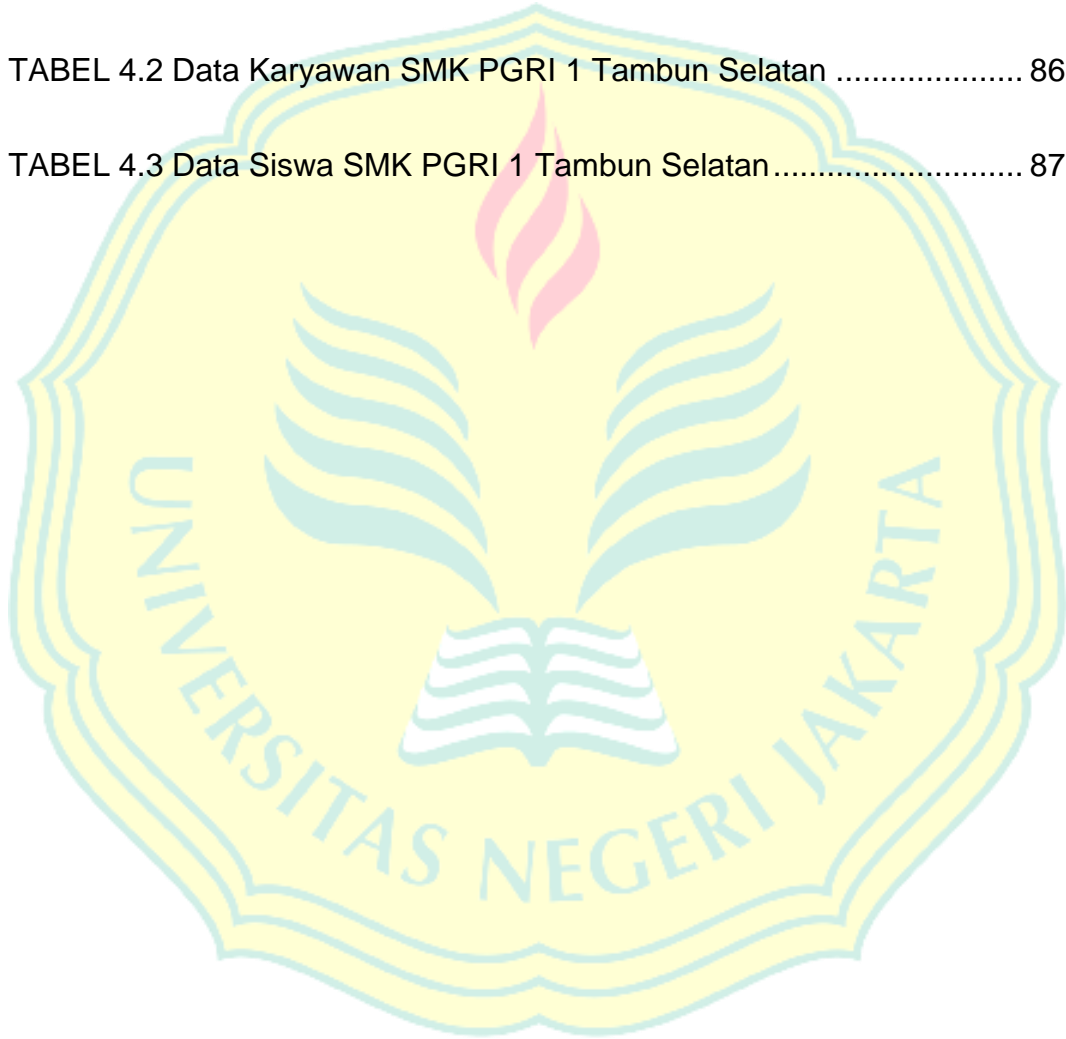 TABEL 4.2 Data Karyawan SMK PGRI 1 Tambun Selatan ..................... 86
TABEL 4.3 Data Siswa SMK PGRI 1 Tambun Selatan............................ 87
UNIVERSITAS NEGERI JAKARTA